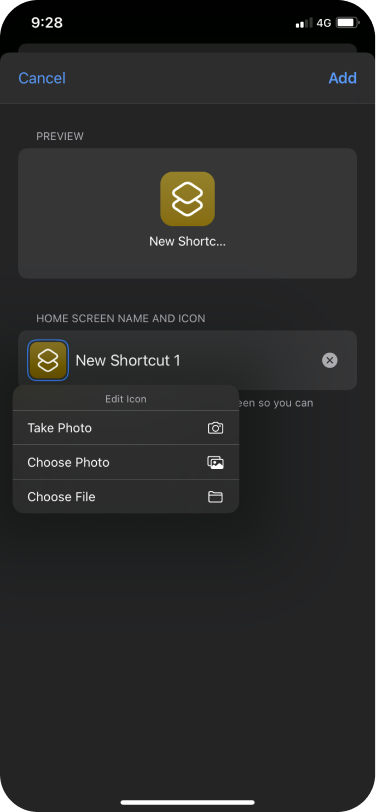 9:28
4G
Cancel
Add
PREVIEW
New Shortc...
HOME SCREEN NAME AND ICON
New Shortcut 1
een so you can
Edit Icon
Take Photo
Choose Photo
Choose File